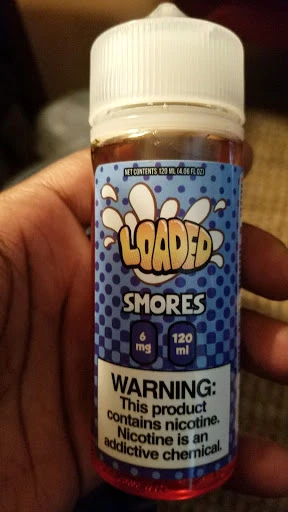 NET CONTENTS 120 ML (4.06 FL OZ)
LOADED
SMORES
6 120
mg ml
WARNING:
This product
contains nicotine.
Nicotine is an
addictive chemical.